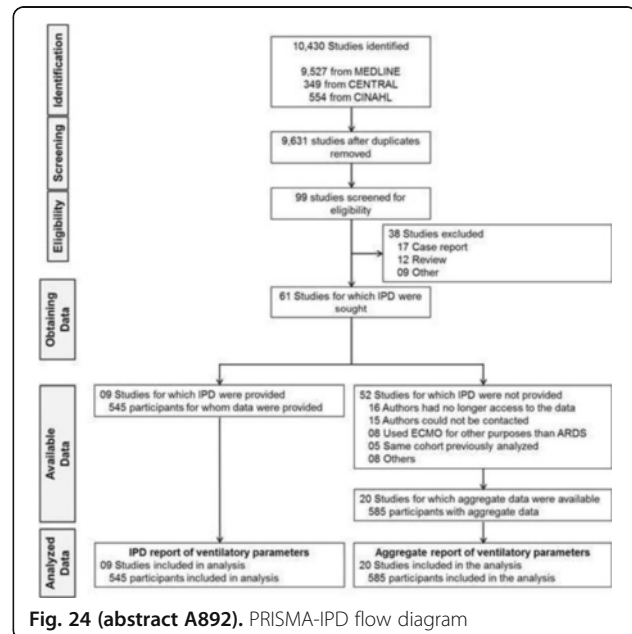 Identification
10,430 Studies identified
9,527 from MEDLINE
349 from CENTRAL
554 from CINAHL
Screening
9,631 studies after duplicates
removed
Eligibility
99 studies screened for
eligibility
38 Studies excluded
17 Case report
12 Review
09 Other
Obtaining
Data
61 Studies for which IPD were
sought
Available
Data
09 Studies for which IPD were provided
545 participants for whom data were provided
52 Studies for which IPD were not provided
16 Authors had no longer access to the data
15 Authors could not be contacted
08 Used ECMO for other purposes than ARDS
05 Same cohort previously analyzed
08 Others
20 Studies for which aggregate data were available
585 participants with aggregate data
Analyzed
Data
IPD report of ventilatory parameters
09 Studies included in analysis
545 participants included in analysis
Aggregate report of ventilatory parameters
20 Studies included in the analysis
585 participants included in the analysis
Fig. 24 (abstract A892). PRISMA-IPD flow diagram